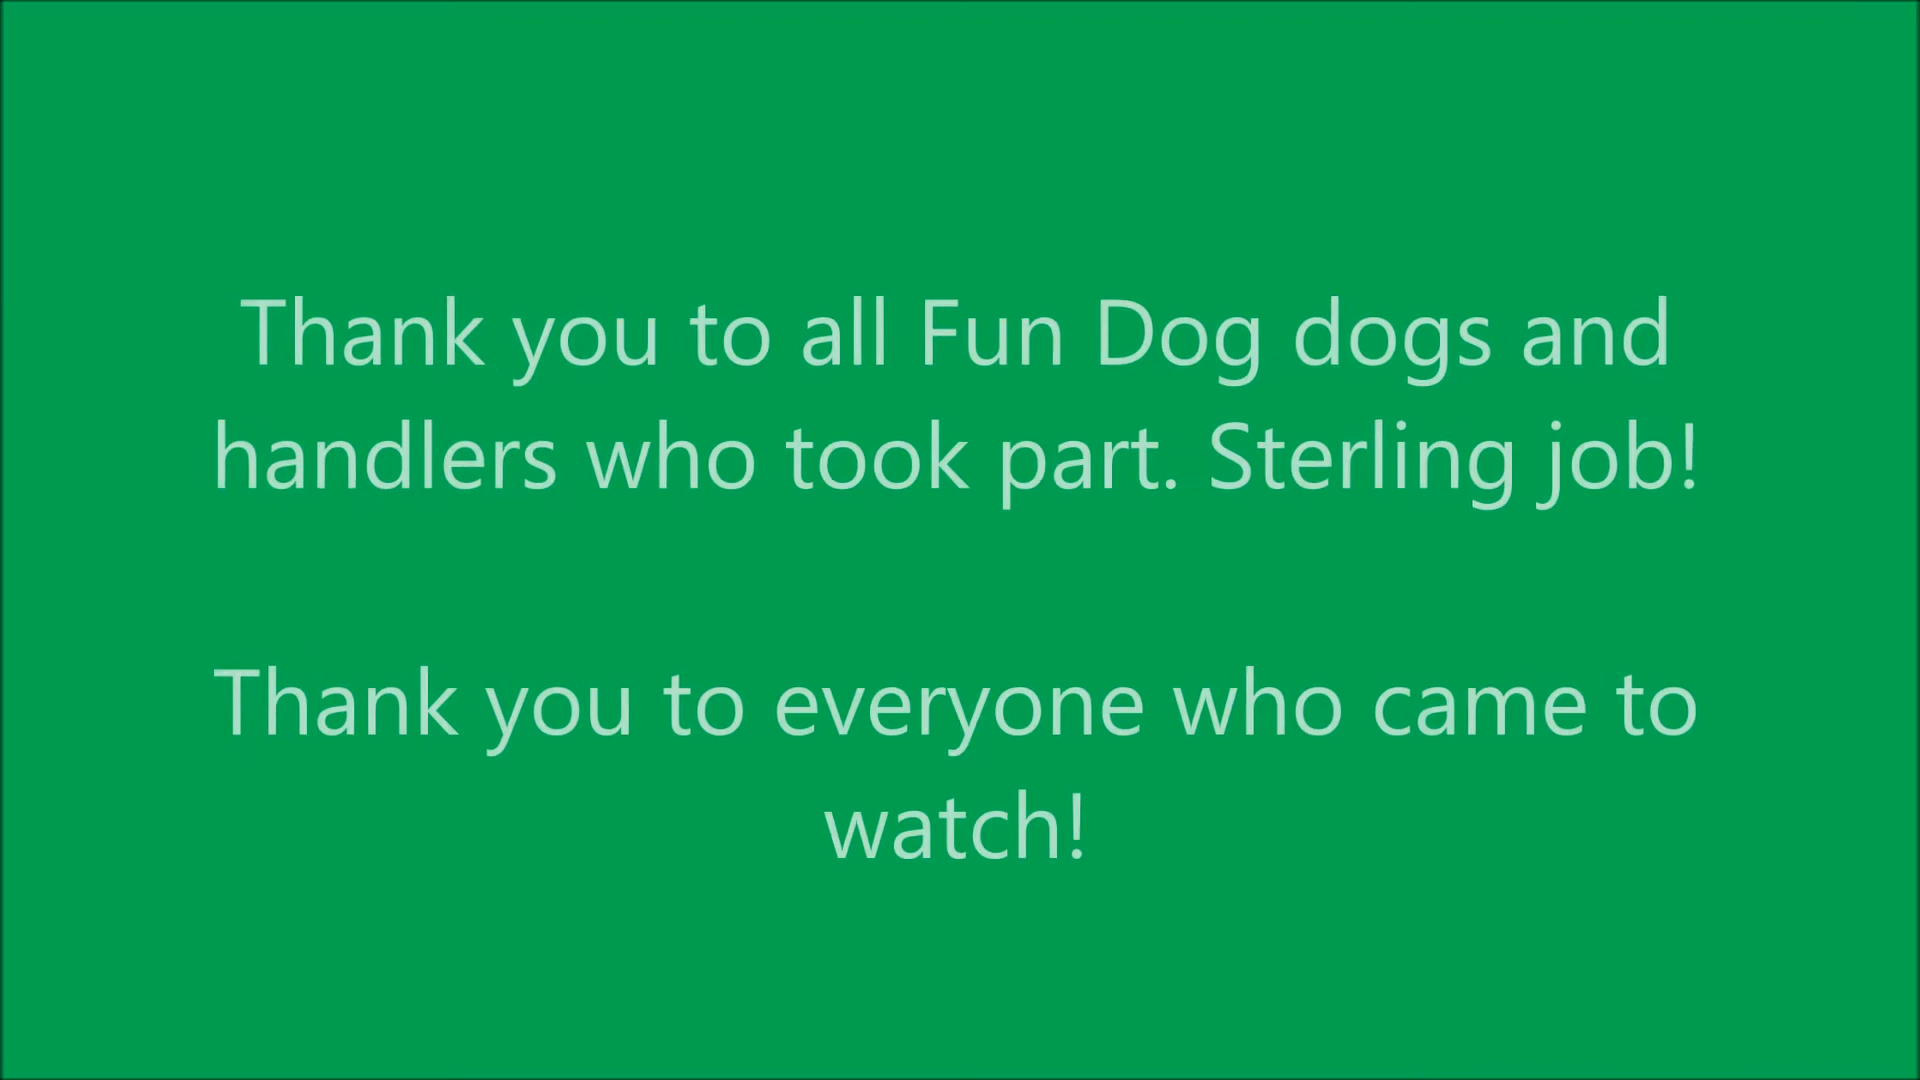 Thank you to all Fun Dog dogs and
handlers who took part. Sterling job!
Thank you to everyone who came to
watch!